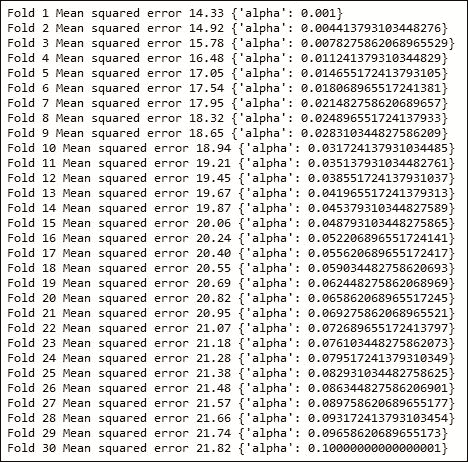 Fold 1 Mean squared error 14.33 {'alpha': 0.001}
Fold 2 Mean squared error 14.92 {'alpha': 0.004413793103448276}
Fold 3 Mean squared error 15.78 {'alpha': 0.0078275862068965529}
Fold 4 Mean squared error 16.48 {'alpha': 0.011241379310344829}
Fold 5 Mean squared error 17.05 {'alpha': 0.014655172413793105}
Fold 6 Mean squared error 17.54 {'alpha': 0.018068965517241381}
Fold 7 Mean squared error 17.95 {'alpha': 0.021482758620689657}
Fold 8 Mean squared error 18.32 {'alpha': 0.024896551724137933}
Fold 9 Mean squared error 18.65 {'alpha': 0.028310344827586209}
Fold 10 Mean squared error 18.94 {'alpha': 0.031724137931034485}
Fold 11 Mean squared error 19.21 {'alpha': 0.035137931034482761}
Fold 12 Mean squared error 19.45 {'alpha': 0.038551724137931037}
Fold 13 Mean squared error 19.67 {'alpha': 0.041965517241379313}
Fold 14 Mean squared error 19.87 {'alpha': 0.045379310344827589}
Fold 15 Mean squared error 20.06 {'alpha': 0.048793103448275865}
Fold 16 Mean squared error 20.24 {'alpha': 0.052206896551724141}
Fold 17 Mean squared error 20.40 {'alpha': 0.055620689655172417}
Fold 18 Mean squared error 20.55 {'alpha': 0.059034482758620693}
Fold 19 Mean squared error 20.69 {'alpha': 0.062448275862068969}
Fold 20 Mean squared error 20.82 {'alpha': 0.065862068965517245}
Fold 21 Mean squared error 20.95 {'alpha': 0.069275862068965521}
Fold 22 Mean squared error 21.07 {'alpha': 0.072689655172413797}
Fold 23 Mean squared error 21.18 {'alpha': 0.076103448275862073}
Fold 24 Mean squared error 21.28 {'alpha': 0.079517241379310349}
Fold 25 Mean squared error 21.38 {'alpha': 0.082931034482758625}
Fold 26 Mean squared error 21.48 {'alpha': 0.086344827586206901}
Fold 27 Mean squared error 21.57 {'alpha': 0.089758620689655177}
Fold 28 Mean squared error 21.66 {'alpha': 0.093172413793103454}
Fold 29 Mean squared error 21.74 {'alpha': 0.09658620689655173}
Fold 30 Mean squared error 21.82 {'alpha': 0.10000000000000001}